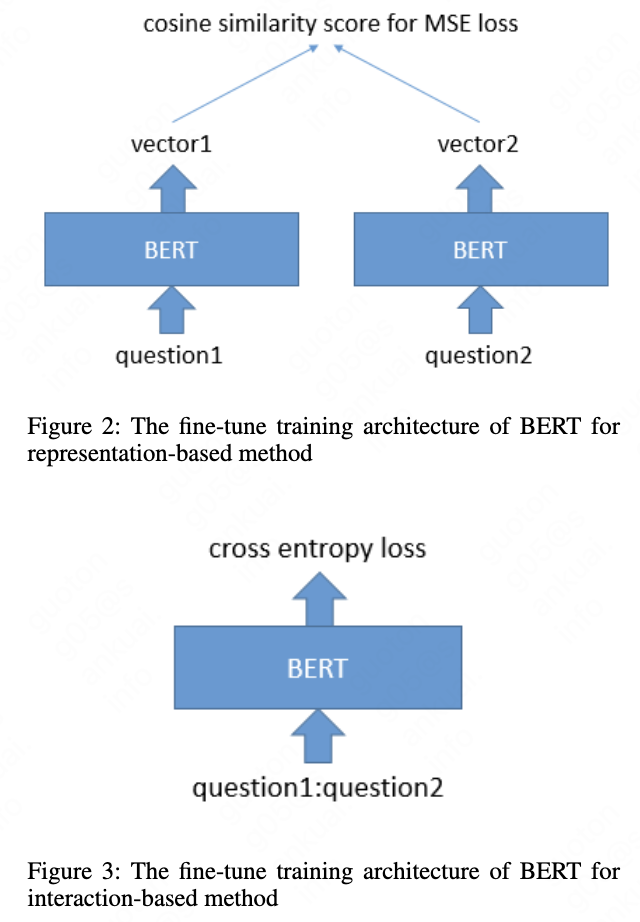 cosine similarity score for MSE loss
vector1 vector2
BERT BERT
question1 question2
Figure 2: The fine-tune training architecture of BERT for
representation-based method
cross entropy loss
BERT
question1:question2
Figure 3: The fine-tune training architecture of BERT for
interaction-based method